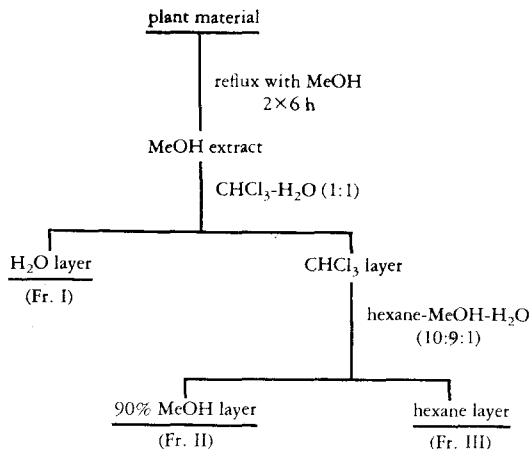 plant material
reflux with MeOH
2×6 h
MeOH extract
CHCl₃-H₂O (1:1)
H₂O layer
(Fr. I)
CHCl₃ layer
hexane-MeOH-H₂O
(10:9:1)
90% MeOH layer
(Fr. II)
hexane layer
(Fr. III)